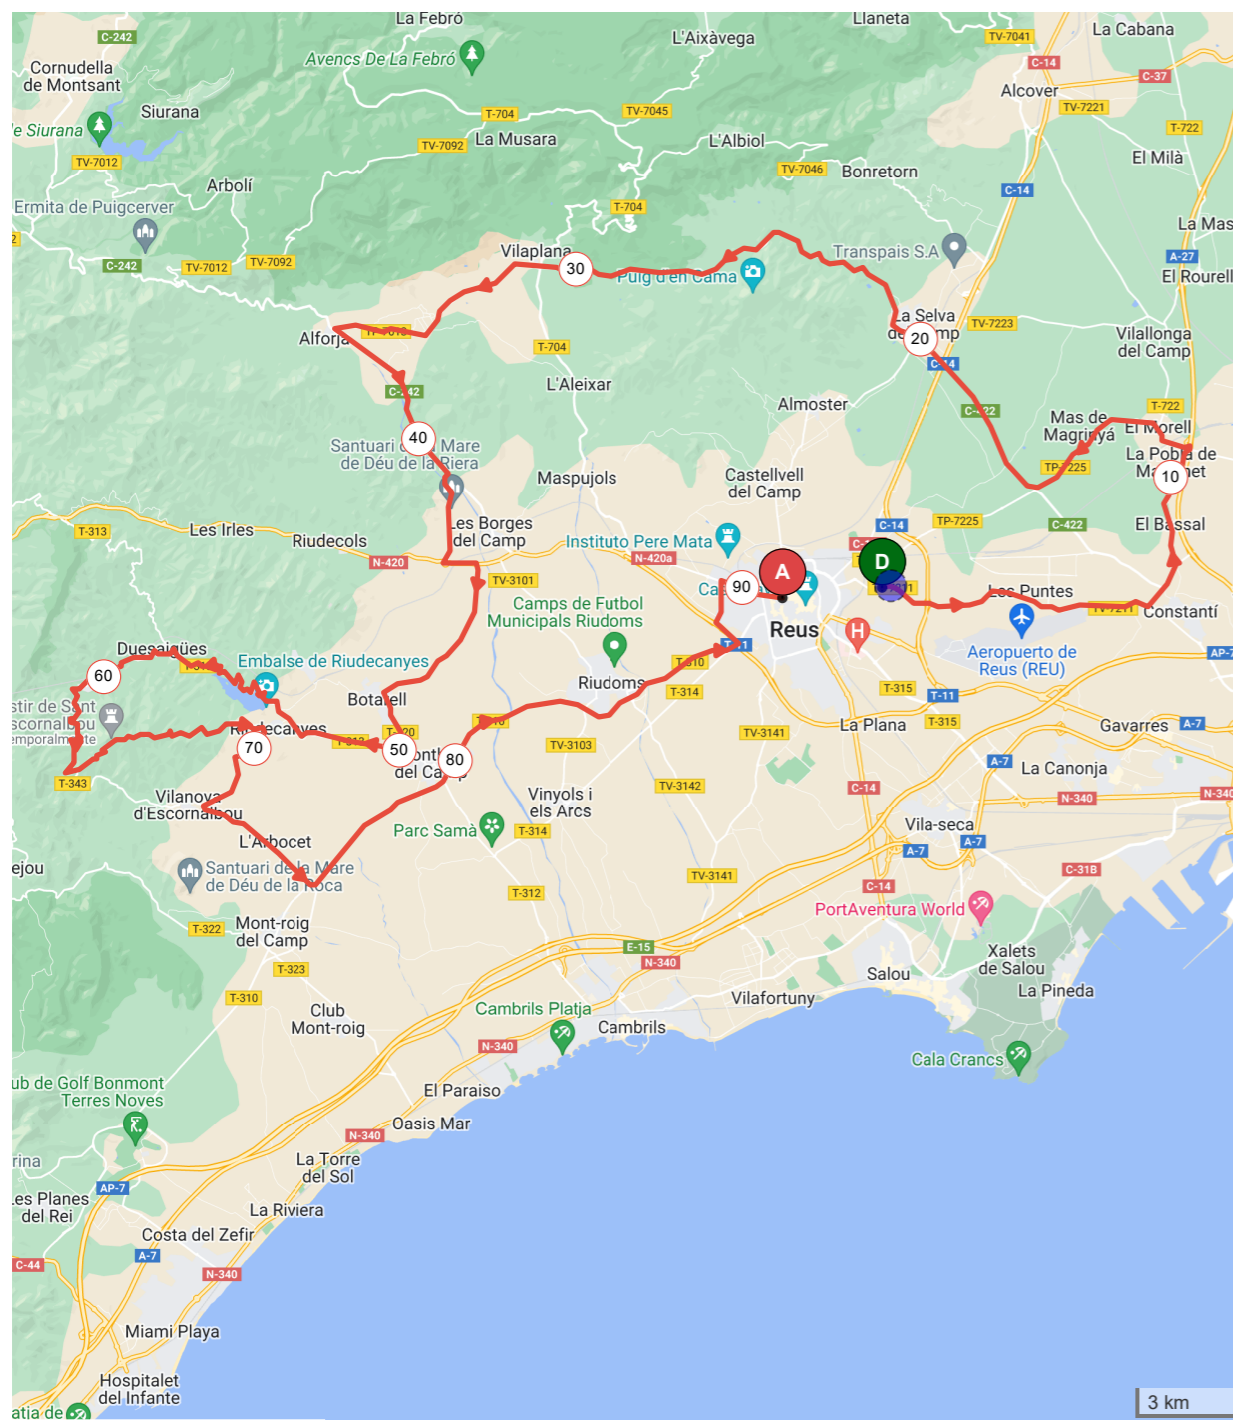 La Febró
Llaneta
C-242
TV-7041
La Cabana
L'Aixàvega
Avencs De La Febró
C-14
Cornudella
de Montsant
C-37
Alcover
TV-7221
Siurana
T-704
TV-7045
T-722
de Siurana
La Musara
L'Albiol
TV-7092
El Milà
TV-7012
TV-7046
Bonretorn
Arbolí
C-14
Ermita de Puigcerver
T-704
La Mas
Transpais S.A
Vilaplana
A-27
C-242
TV-7012
TV-7092
30
Puig d'en Cama
El Rourell
La Selva
del Camp
TV-7223
Alforja
20
Vilallonga
del Camp
T-704
C-14
L'Aleixar
C-242
Almoster
C-422
T-722
Mas de
Magrinyá
El Morell
40
Santuari de la Mare
de Déu de la Riera
La Pobla de
TP-7225
Maspujols
Castellvell
del Camp
10
Les Borges
del Camp
C-14
TP-7225
C-422
El Bassal
T-313
Les Irles
Riudecols
Instituto Pere Mata
N-420
N-420a
D
A
TV-3101
90
Les Puntes
Camps de Futbol
Municipals Riudoms
TV-7211
Constantí
Reus
H
Duesaigües
T-11
Aeropuerto de
Reus (REU)
AP-7
Embalse de Riudecanyes
60
T-310
Riudoms
T-315
T-11
Botarell
T-314
La Plana
T-315
Gavarres
A-7
Riudecanyes
70
50
80
TV-3103
TV-3141
A-7
La Canonja
del Camp
T-343
C-14
N-340
N-340
Vilanova
d'Escornalbou
TV-3142
Vinyols i
els Arcs
Vila-seca
Parc Samà
T-314
L'Arbocet
A-7
A-7
Santuari de la Mare
de Déu de la Roca
C-31B
TV-3141
C-14
T-312
PortAventura World
T-322
Mont-roig
del Camp
E-15
Xalets
de Salou
N-340
T-323
Salou
La Pineda
T-310
Vilafortuny
Club
Mont-roig
Cambrils Platja
Cambrils
N-340
Cala Crancs
Club de Golf Bonmont
Terres Noves
El Paraiso
Oasis Mar
N-340
La Torre
del Sol
AP-7
Les Planes
del Rei
La Riviera
Costa del Zefir
A-7
C-44
N-340
Miami Playa
Hospitalet
del Infante
3 km